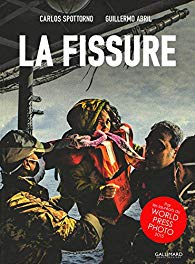 CARLOS SPOTTORNO    GUILLERMO ABRIL
LA FISSURE
WORLD
PRESS
PHOTO
GALLIMARD